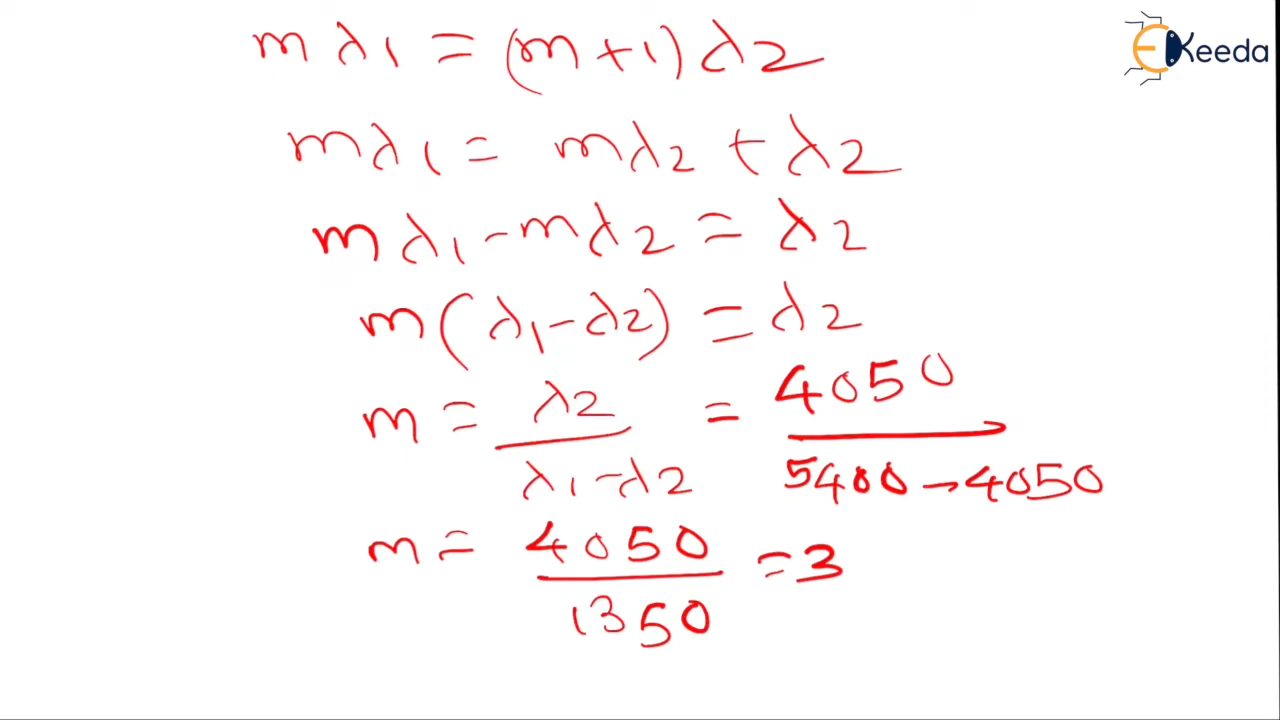 EKeeda
mλ1 = (m+1)λ2
mλ1 = mλ2 + λ2
mλ1 - mλ2 = λ2
m(λ1 - λ2) = λ2
m = λ2 / λ1 - λ2 = 4050 / 5400 - 4050
m = 4050 / 1350 = 3